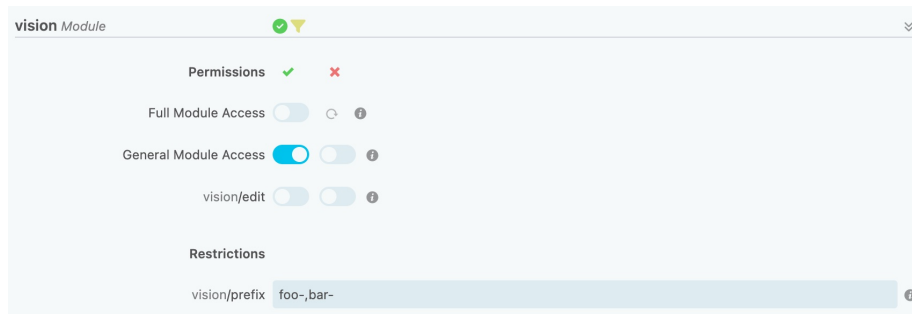 vision Module
Permissions
Full Module Access
General Module Access
vision/edit
Restrictions
vision/prefix foo-,bar-